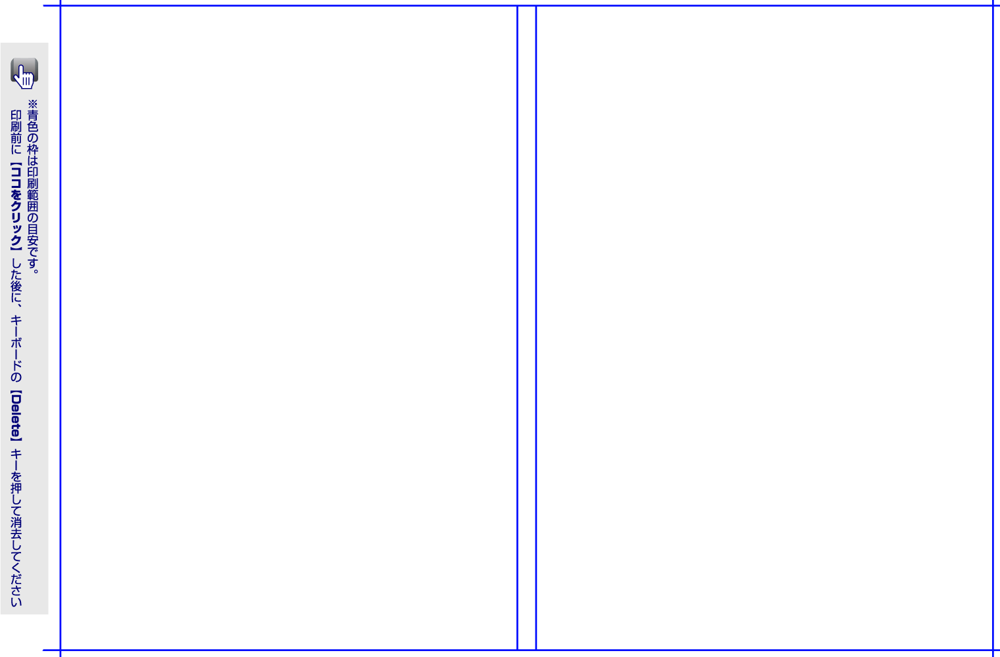 ※青色の枠は印刷範囲の目安です。
印刷前に【ココをクリック】した後に、キーボードの【Delete】キーを押して消去してください